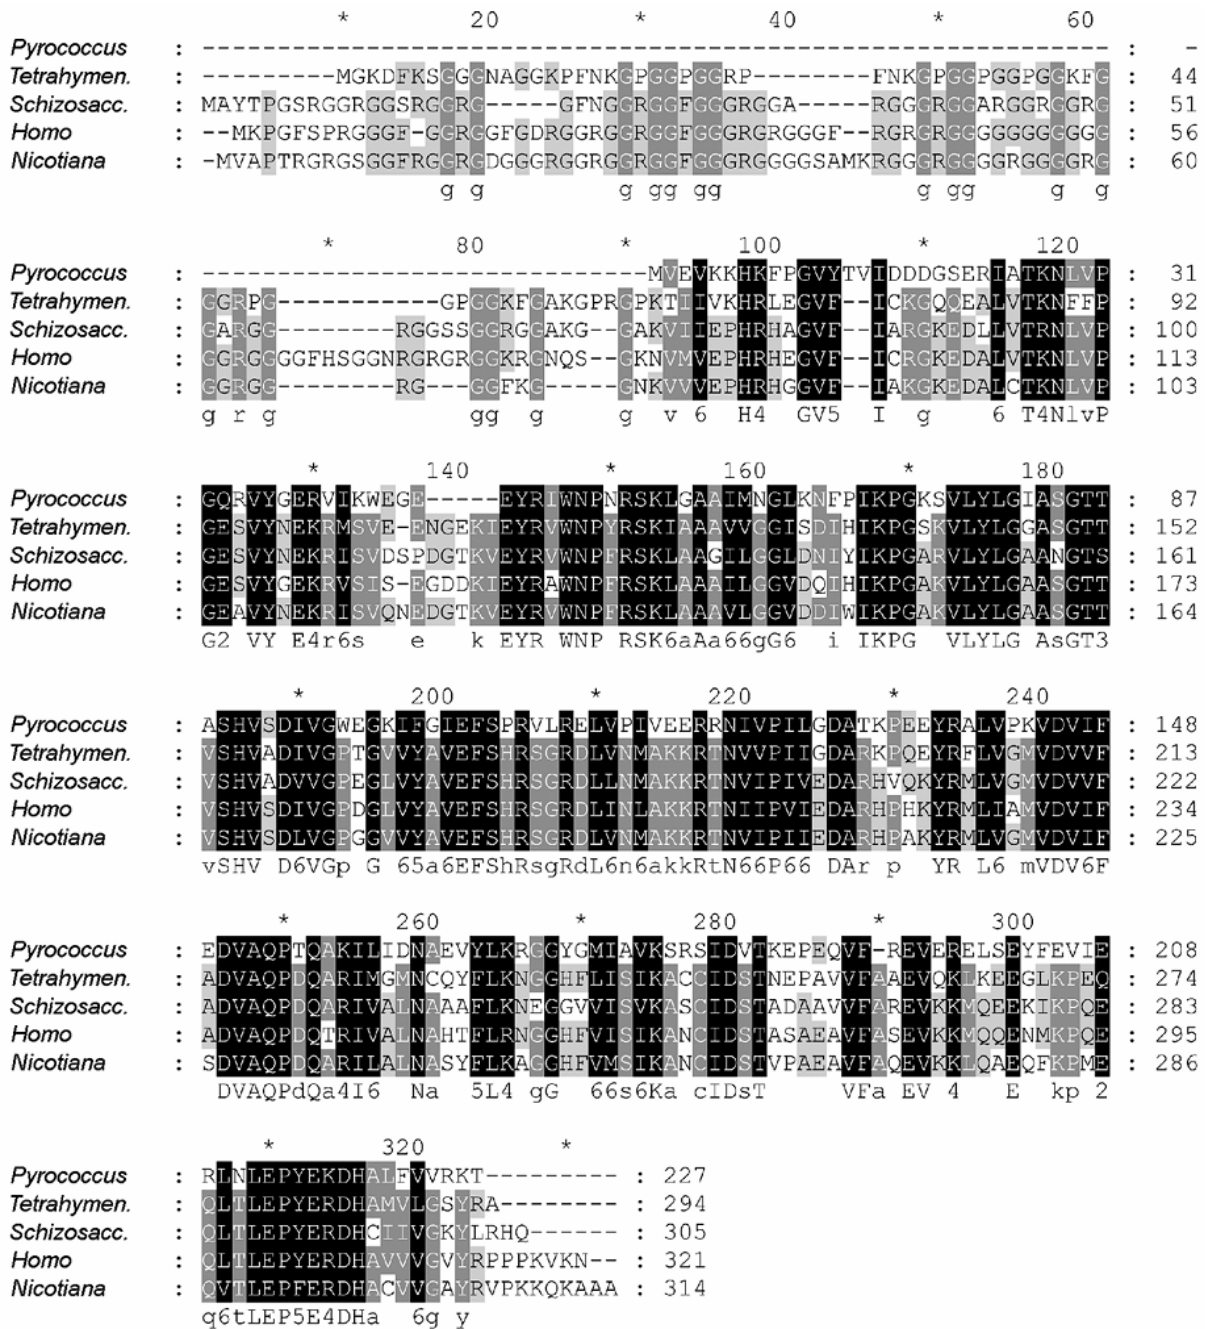 * 20 * 40 * 60
Pyrococcus : ------------------------------------------------------------- : -
Tetrahymen. : ---------MGKDFKSGGGNAGGKPFNKGPGGPGGRP--------FNKGPGGPGGPGGKFG : 44
Schizosacc. : MAYTPGSRGGRGGSRGGRG-----GFNGGRGGFGGGRGGA-----RGGGRGGARGGRGGRG : 51
Homo : --MKPGFSPRGGGF-GGRGGFGDRGGRGGRGGFGGGRGRGGGF--RGRGRGGGGGGGGGGG : 56
Nicotiana : -MVAPTRGRGSGGFRGGRGDGGGRGGRGGRGGFGGGRGGGGSAMKRGGGRGGGGRGGGGRG : 60
g g g gg gg g gg g g
* 80 * 100 * 120
Pyrococcus : ------------------------------MVEVKKHKFPGVYTVIDDDGSERIATKNLVP : 31
Tetrahymen. : GGRPG-----------GPGGKFGAKGPRGPKTIIVKHRLEGVF--ICKGQQEALVTKNFFP : 92
Schizosacc. : GARGG--------RGGSSGGRGGAKG--GAKVIIEPHRHAGVF--IARGKEDLLVTRNLVP : 100
Homo : GGRGGGGFHSGGNRGRGRGGKRGNQS--GKNVMVEPHRHEGVF--ICRGKEDALVTKNLVP : 113
Nicotiana : GGRGG--------RG---GGFKG-----GNKVVVEPHRHGGVF--IAKGKEDALCTKNLVP : 103
g r g gg g g v 6 H4 GV5 I g 6 T4NlvP
* 140 * 160 * 180
Pyrococcus : GQRVYGERVIKWEGE-----EYRIWNPNRSKLGAAIMNGLKNFPIKPGKSVLYLGIASGTT : 87
Tetrahymen. : GESVYNEKRMSVE-ENGEKIEYRVWNPYRSKIAAAVVGGISDIHIKPGSKVLYLGGASGTT : 152
Schizosacc. : GESVYNEKRISVDSPDGTKVEYRVWNPFRSKLAAGILGGLDNIYIKPGARVLYLGAANGTS : 161
Homo : GESVYGEKRVSIS-EGDDKIEYRAWNPFRSKLAAAILGGVDQIHIKPGAKVLYLGAASGTT : 173
Nicotiana : GEAVYNEKRISVQNEDGTKVEYRVWNPFRSKLAAAVLGGVDDIWIKPGAKVLYLGAASGTT : 164
G2 VY E4r6s e k EYR WNP RSK6aAa66gG6 i IKPG VLYLG AsGT3
* 200 * 220 * 240
Pyrococcus : ASHVSDIVGWEGKIFGIEFSPRVLRELVPIVEERRNIVPILGDATKPEEYRALVPKVDVIF : 148
Tetrahymen. : VSHVADIVGPTGVVYAVEFSHRSGRDLVNMAKKRTNVVPIIGDARKPQEYRFLVGMVDVVF : 213
Schizosacc. : VSHVADVVGPEGLVYAVEFSHRSGRDLLNMAKKRTNVIPIVEDARHVQKYRMLVGMVDVVF : 222
Homo : VSHVSDIVGPDGLVYAVEFSHRSGRDLINLAKKRTNIIPVIEDARHPHKYRMLIAMVDVIF : 234
Nicotiana : VSHVSDLVGPGGVVYAVEFSHRSGRDLVNMAKKRTNVIPIIEDARHPAKYRMLVGMVDVIF : 225
vSHV D6VGp G 65a6EFShRsgRdL6n6akkRtN66P66 DAr p YR L6 mVDV6F
* 260 * 280 * 300
Pyrococcus : EDVAQPTQAKILIDNAEVYLKRGGYGMIAVKSRSIDVTKEPEQVF-REVERELSEYFEVIE : 208
Tetrahymen. : ADVAQPDQARIMGMNCQYFLKNGGHFLISIKACCIDSTNEPAVVFAAEVQKLKEEGLKPEQ : 274
Schizosacc. : ADVAQPDQARIVALNAAAFLKNEGGVVISIKASCIDSTADAAVVFAREVKKMQEEKIKPQE : 283
Homo : ADVAQPDQTRIVALNAHTFLRNGGHFVISIKANCIDSTASAEAVFASEVKKMQQENMKPQE : 295
Nicotiana : SDVAQPDQARILALNASYFLKAGGHFVMSIKANCIDSTVPAEAVFAQEVKKLQAEQFKPME : 286
DVAQPdQa4I6 Na 5L4 gG 66s6Ka cIDsT VFa EV 4 E kp 2
* 320 *
Pyrococcus : RLNLEPYEKDHALFVVRKT--------- : 227
Tetrahymen. : QLTLEPYERDHAMVLGSYRA-------- : 294
Schizosacc. : QLTLEPYERDHCIIVGKYLRHQ------ : 305
Homo : QLTLEPYERDHAVVVGVYRPPPKVKN-- : 321
Nicotiana : QVTLEPFERDHACVVGAYRVPKKQKAAA : 314
q6tLEP5E4DHa 6g y